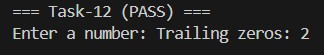 === Task-12 (PASS) ===
Enter a number: Trailing zeros: 2